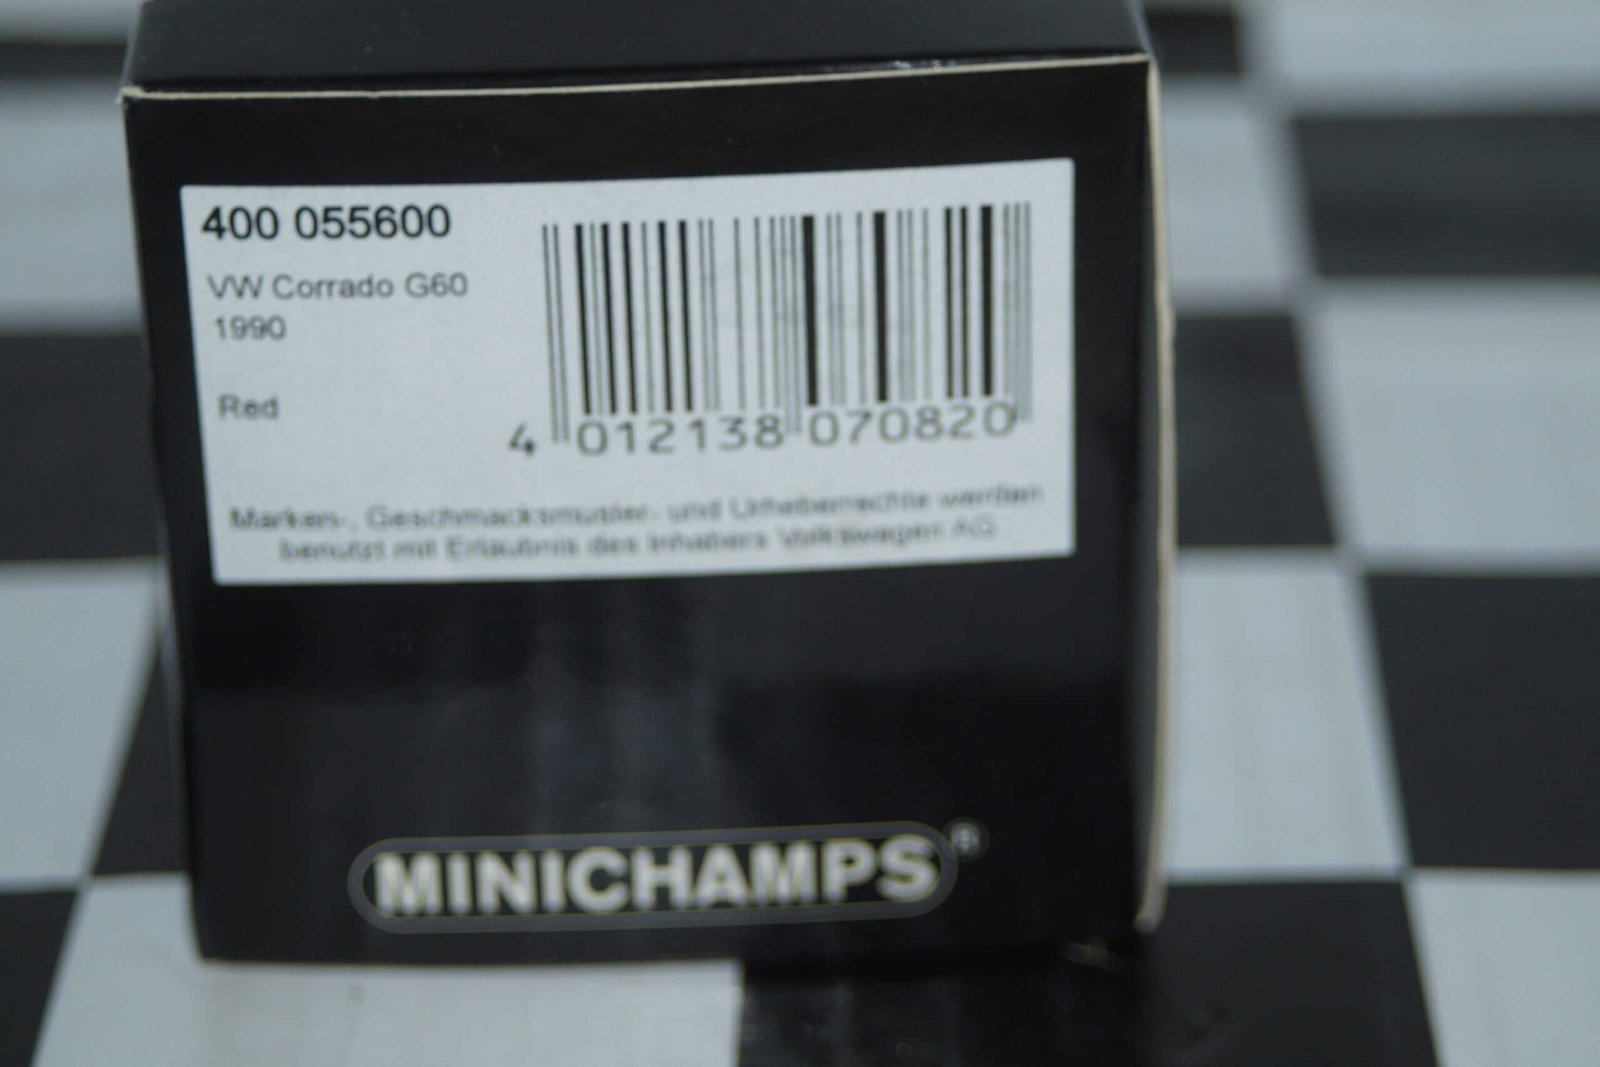 400 055600
VW Corrado G60
1990
Red
4 012138 070820
Marken-, Geschmacksmuster- und Urheberrechte werden
benutzt mit Erlaubnis des Inhabers Volkswagen AG
MINICHAMPS®